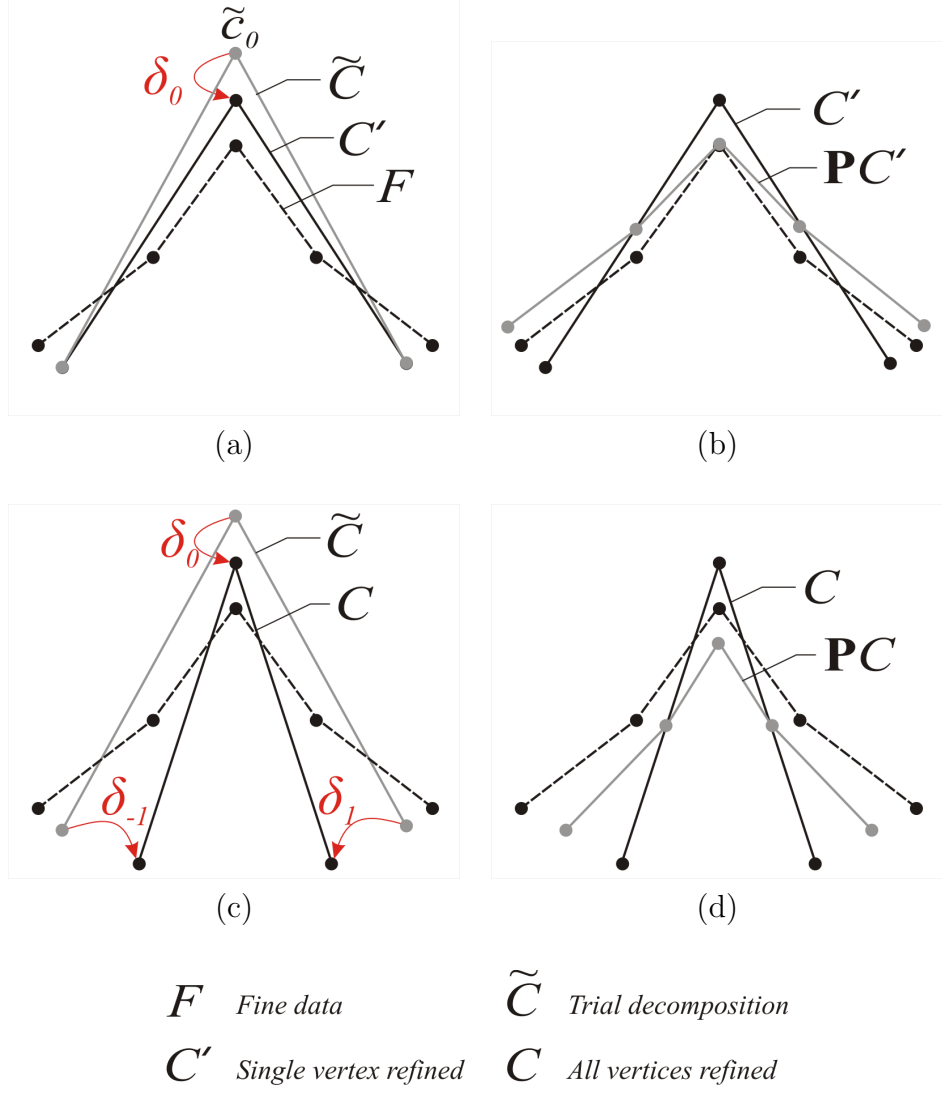 c̃₀
δ₀
C̃
C′
F
C′
PC′
(a)
(b)
δ₀
C̃
C
δ₋₁
δ₁
C
PC
(c)
(d)
F Fine data
C̃ Trial decomposition
C′ Single vertex refined
C All vertices refined